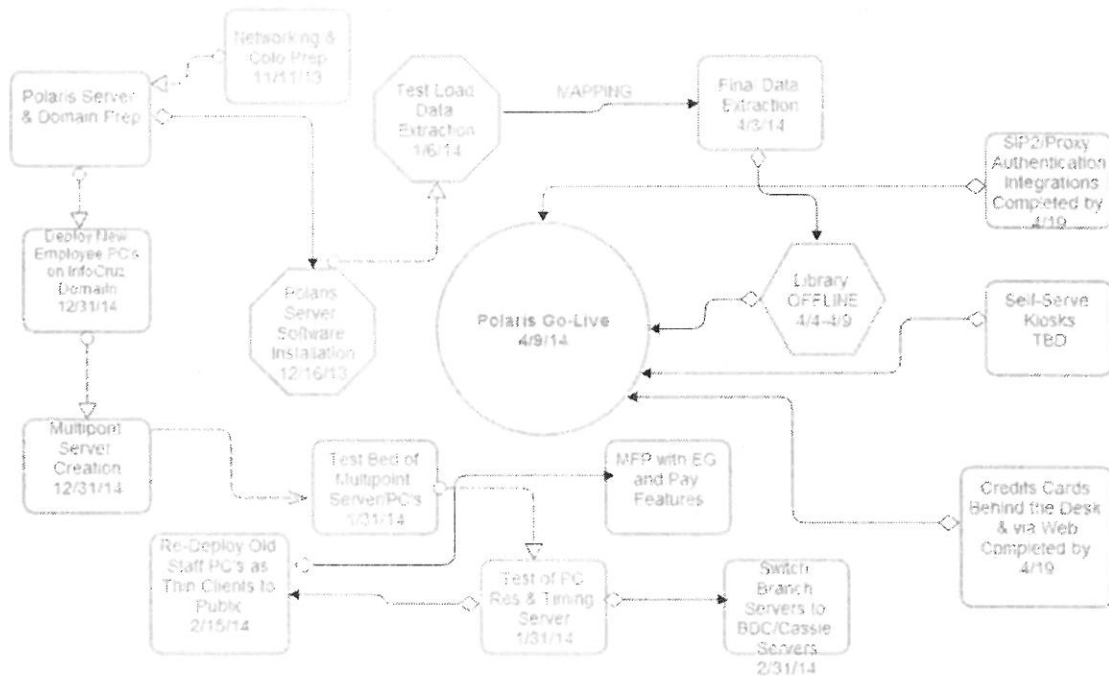 Networking &
Colo Prep
11/11/13
Polaris Server
& Domain Prep
Test Load
Data
Extraction
1/6/14
MAPPING
Final Data
Extraction
4/3/14
SIP2/Proxy
Authentication
Integrations
Completed by
4/19
Deploy New
Employee PC's
on InfoCruz
Domain
12/31/14
Polaris
Server
Software
Installation
12/16/13
Polaris Go-Live
4/9/14
Library
OFFLINE
4/4-4/9
Self-Serve
Kiosks
TBD
Multipoint
Server
Creation
12/31/14
Test Bed of
Multipoint
Server/PC's
1/31/14
MFP with EG
and Pay
Features
Credits Cards
Behind the Desk
& via Web
Completed by
4/19
Re-Deploy Old
Staff PC's as
Thin Clients to
Public
2/15/14
Test of PC
Res & Timing
Server
1/31/14
Switch
Branch
Servers to
BDC/Cassie
Servers
2/31/14